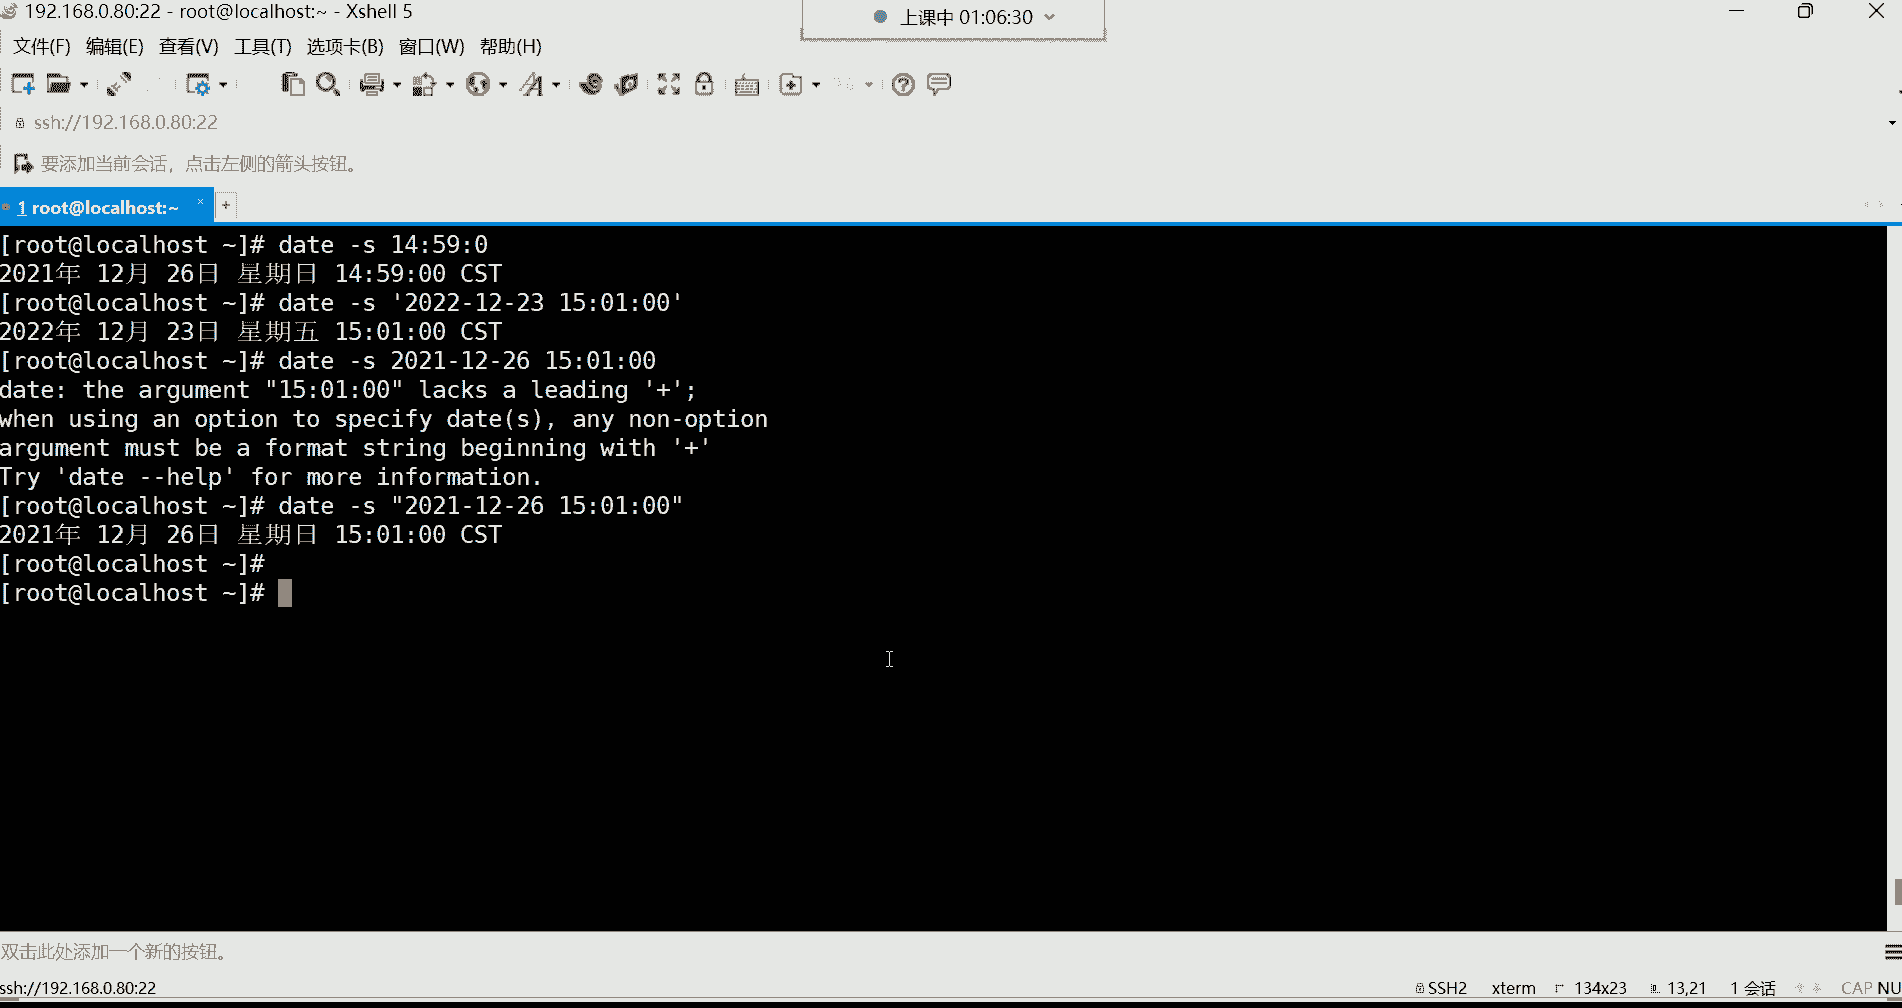 192.168.0.80:22 - root@localhost:~ - Xshell 5
上课中 01:06:30
文件(F) 编辑(E) 查看(V) 工具(T) 选项卡(B) 窗口(W) 帮助(H)
ssh://192.168.0.80:22
要添加当前会话，点击左侧的箭头按钮。
1 root@localhost:~ × +
[root@localhost ~]# date -s 14:59:0
2021年 12月 26日 星期日 14:59:00 CST
[root@localhost ~]# date -s '2022-12-23 15:01:00'
2022年 12月 23日 星期五 15:01:00 CST
[root@localhost ~]# date -s 2021-12-26 15:01:00
date: the argument "15:01:00" lacks a leading '+';
when using an option to specify date(s), any non-option
argument must be a format string beginning with '+'
Try 'date --help' for more information.
[root@localhost ~]# date -s "2021-12-26 15:01:00"
2021年 12月 26日 星期日 15:01:00 CST
[root@localhost ~]#
[root@localhost ~]#
双击此处添加一个新的按钮。
ssh://192.168.0.80:22 SSH2 xterm 134x23 13,21 1 会话 CAP NU